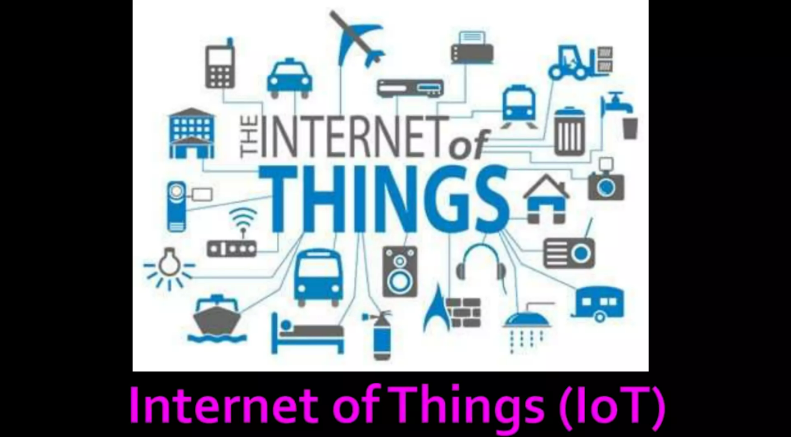 THE INTERNET of
THINGS
Internet of Things (IoT)